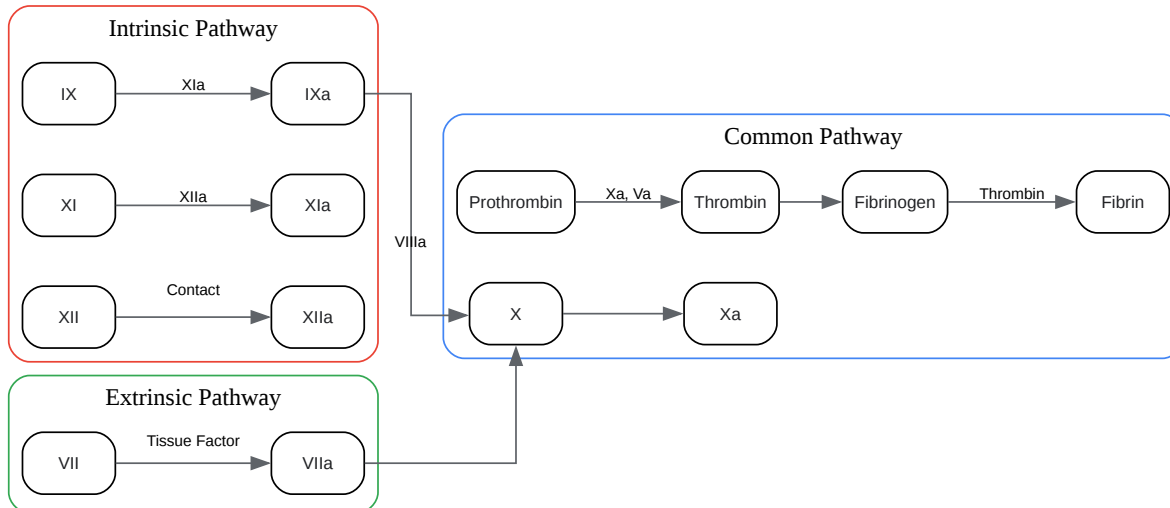 Intrinsic Pathway
IX
XIa
IXa
XI
XIIa
XIa
XII
Contact
XIIa
VIIIa
Extrinsic Pathway
VII
Tissue Factor
VIIa
Common Pathway
Prothrombin
Xa, Va
Thrombin
Fibrinogen
Thrombin
Fibrin
X
Xa